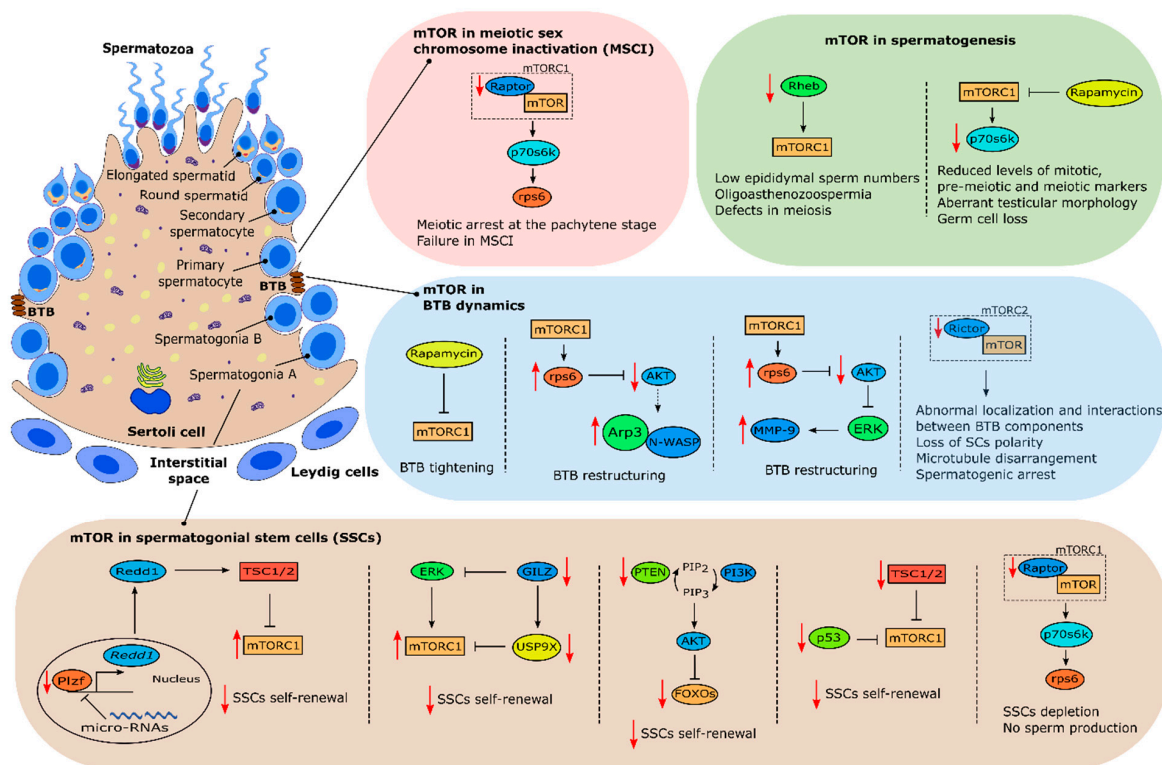 Spermatozoa
Elongated spermatid
Round spermatid
Secondary
spermatocyte
Primary
spermatocyte
BTB
BTB
Spermatogonia B
Spermatogonia A
Sertoli cell
Interstitial
space
Leydig cells
mTOR in meiotic sex
chromosome inactivation (MSCI)
mTORC1
Raptor
mTOR
p70s6k
rps6
Meiotic arrest at the pachytene stage
Failure in MSCI
mTOR in spermatogenesis
Rheb
mTORC1
Low epididymal sperm numbers
Oligoasthenozoospermia
Defects in meiosis
mTORC1
Rapamycin
p70s6k
Reduced levels of mitotic,
pre-meiotic and meiotic markers
Aberrant testicular morphology
Germ cell loss
mTOR in
BTB dynamics
Rapamycin
mTORC1
BTB tightening
mTORC1
rps6
AKT
Arp3
N-WASP
BTB restructuring
mTORC1
rps6
AKT
MMP-9
ERK
BTB restructuring
mTORC2
Rictor
mTOR
Abnormal localization and interactions
between BTB components
Loss of SCs polarity
Microtubule disarrangement
Spermatogenic arrest
mTOR in spermatogonial stem cells (SSCs)
Redd1
TSC1/2
mTORC1
Redd1
Plzf
Nucleus
micro-RNAs
SSCs self-renewal
ERK
GILZ
mTORC1
USP9X
SSCs self-renewal
PTEN
PIP2
PI3K
PIP3
AKT
FOXOs
SSCs self-renewal
TSC1/2
p53
mTORC1
SSCs self-renewal
mTORC1
Raptor
mTOR
p70s6k
rps6
SSCs depletion
No sperm production